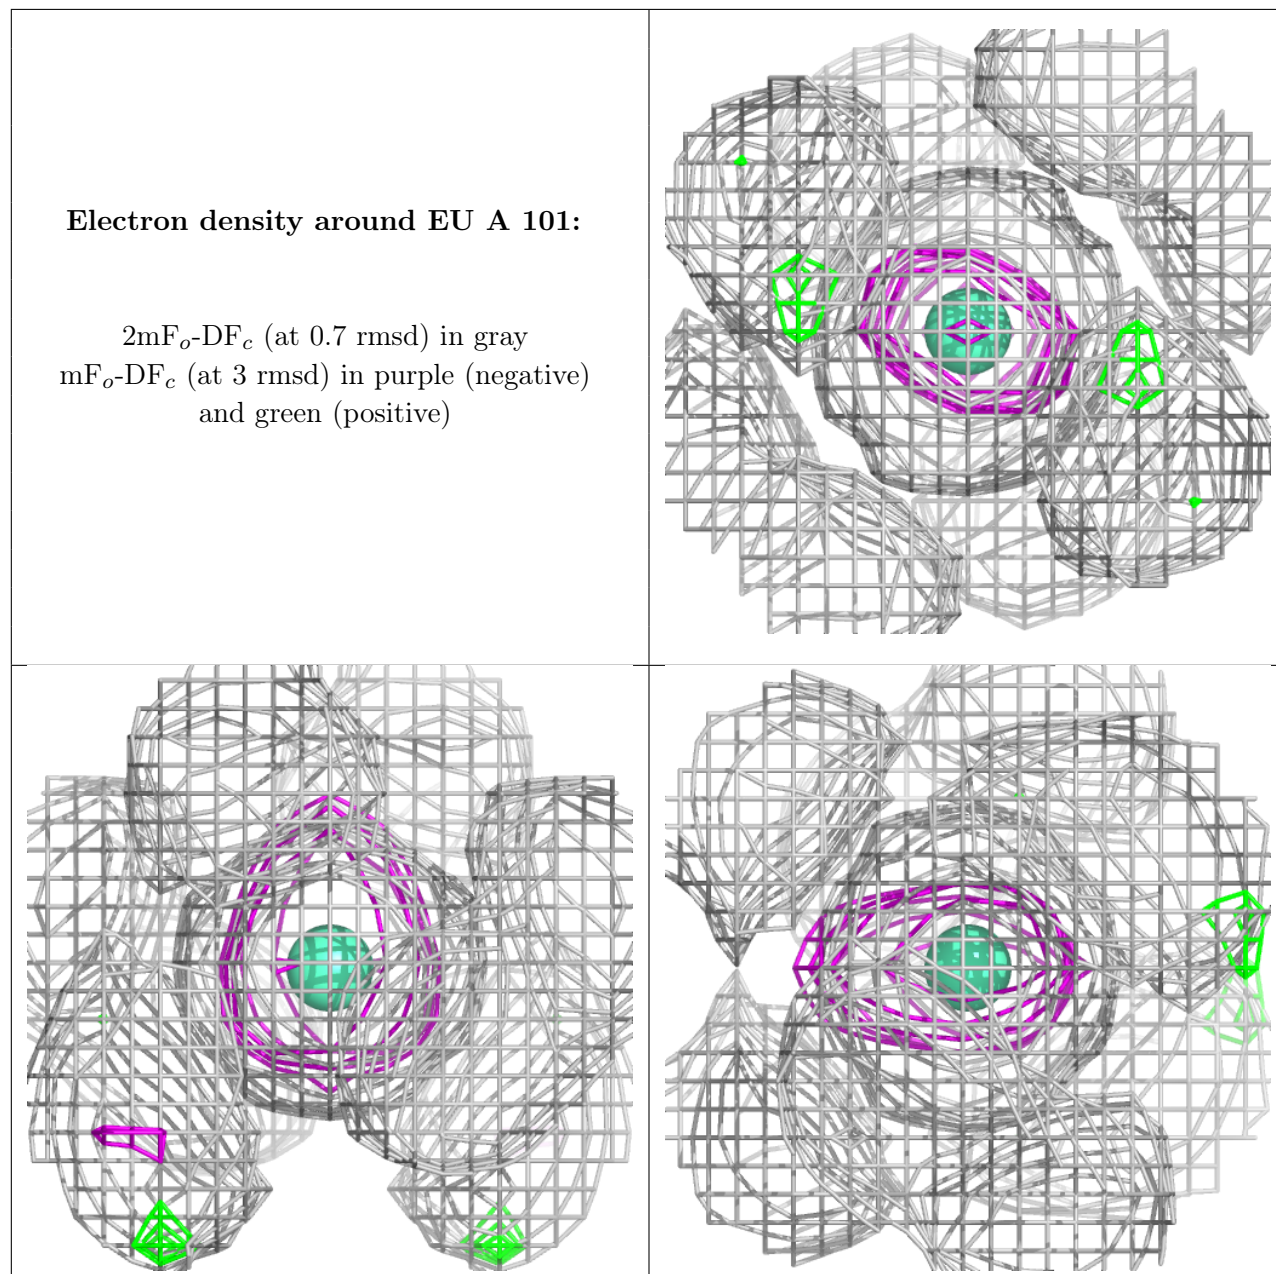 Electron density around EU A 101:
2mFo-DFc (at 0.7 rmsd) in gray
mFo-DFc (at 3 rmsd) in purple (negative)
and green (positive)